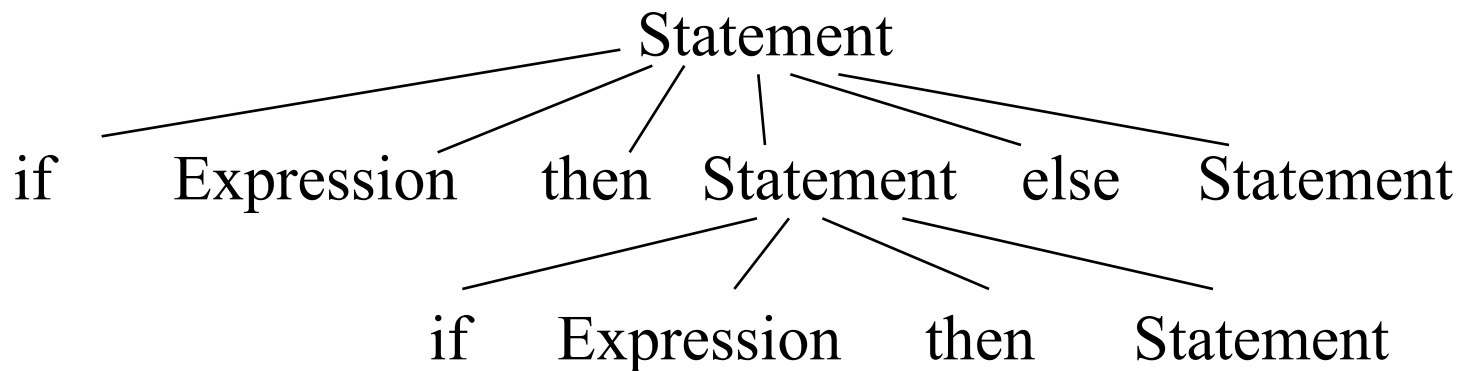 Statement
if Expression then Statement else Statement
if Expression then Statement